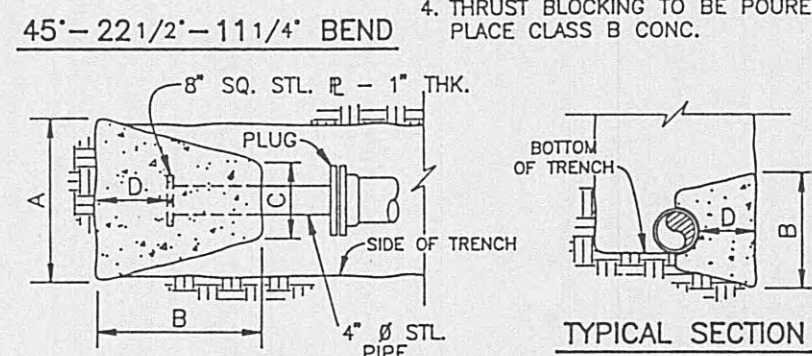 4. THRUST BLOCKING TO BE POURE
PLACE CLASS B CONC.
45°-22 1/2°-11 1/4° BEND
8" SQ. STL. ℄ - 1" THK.
PLUG
A
D
C
SIDE OF TRENCH
B
4" Ø STL.
PIPE
BOTTOM
OF TRENCH
D
B
TYPICAL SECTION